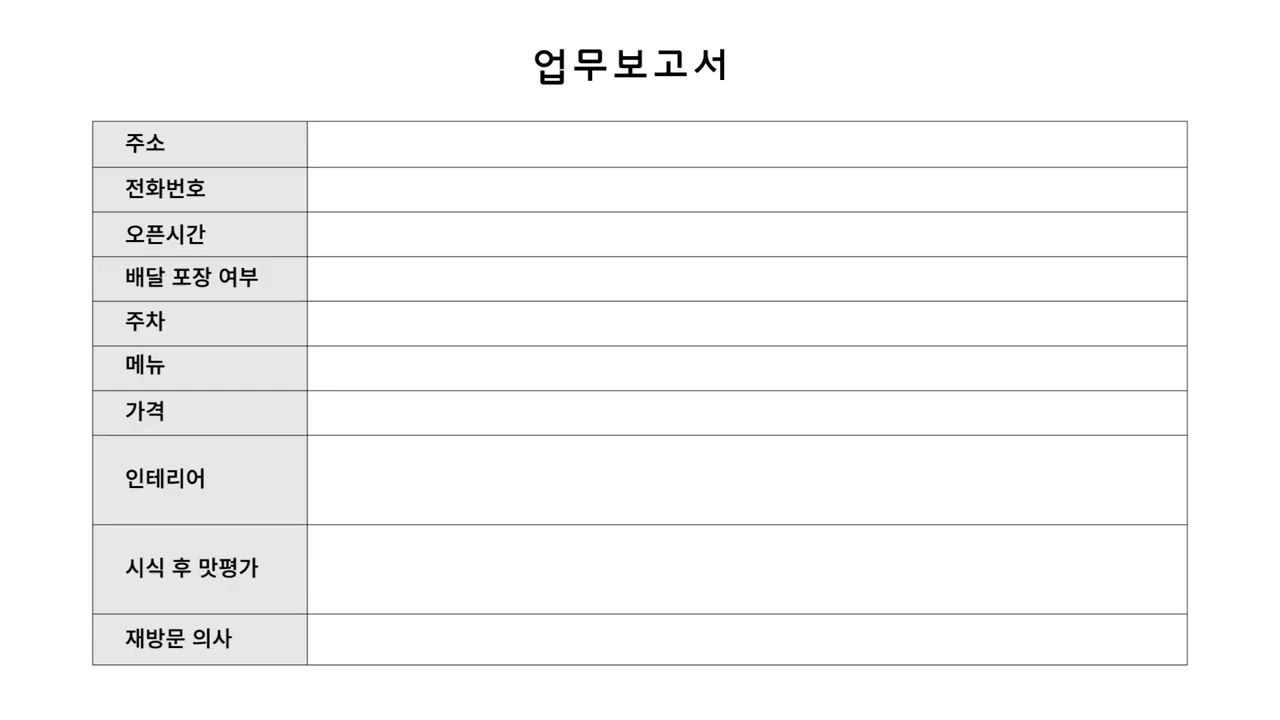 업무보고서
주소
전화번호
오픈시간
배달 포장 여부
주차
메뉴
가격
인테리어
시식 후 맛평가
재방문 의사